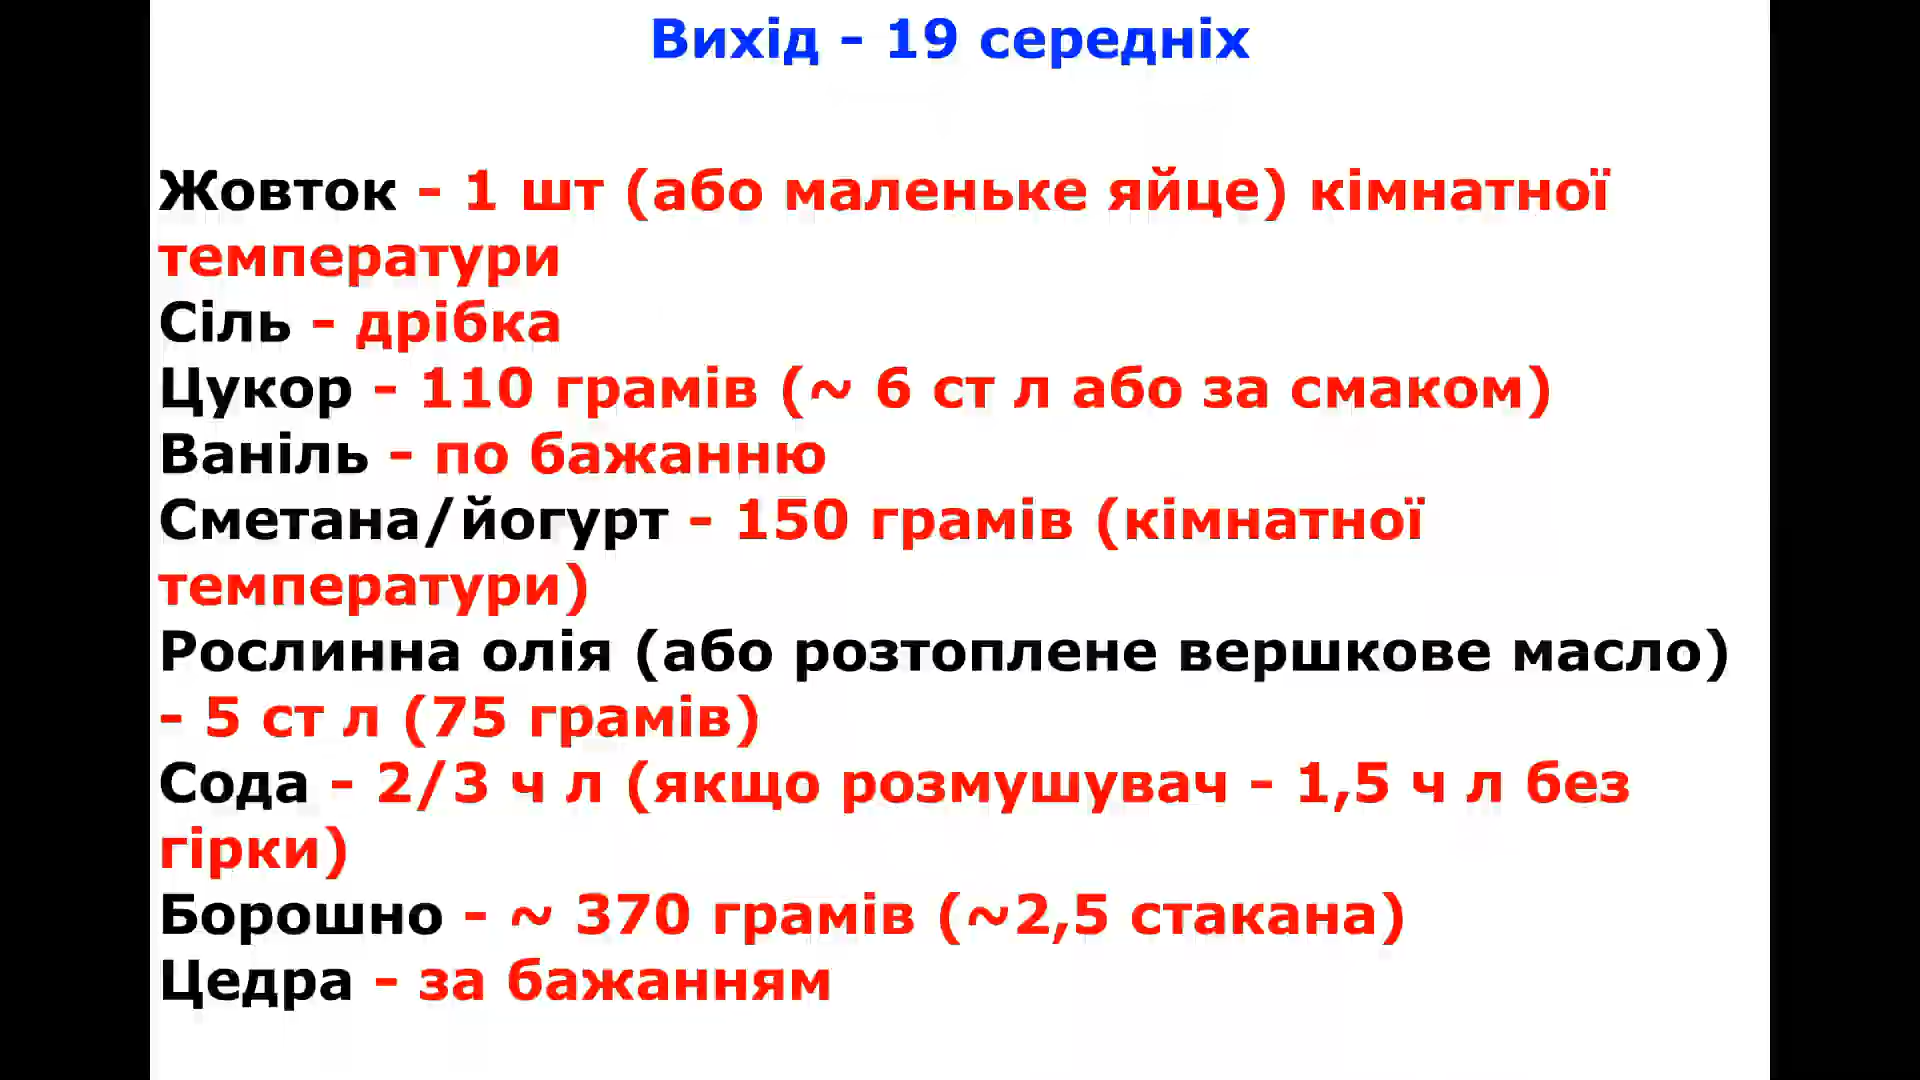 Вихід - 19 середніх
Жовток - 1 шт (або маленьке яйце) кімнатної
температури
Сіль - дрібка
Цукор - 110 грамів (~ 6 ст л або за смаком)
Ваніль - по бажанню
Сметана/йогурт - 150 грамів (кімнатної
температури)
Рослинна олія (або розтоплене вершкове масло)
- 5 ст л (75 грамів)
Сода - 2/3 ч л (якщо розмушувач - 1,5 ч л без
гірки)
Борошно - ~ 370 грамів (~2,5 стакана)
Цедра - за бажанням